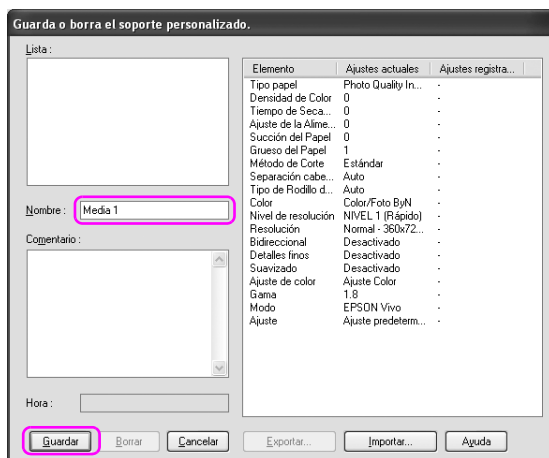 Guarda o borra el soporte personalizado.
Lista :
Nombre : Media 1
Comentario :
Hora :
Elemento Ajustes actuales Ajustes registra...
Tipo papel Photo Quality In... -
Densidad de Color 0 -
Tiempo de Seca... 0 -
Ajuste de la Alime... 0 -
Succión del Papel 0 -
Grueso del Papel 1 -
Método de Corte Estándar -
Separación cabe... Auto -
Tipo de Rodillo d... Auto -
Color Color/Foto ByN -
Nivel de resolución NIVEL 1 (Rápido) -
Resolución Normal - 360x72... -
Bidireccional Desactivado -
Detalles finos Desactivado -
Suavizado Desactivado -
Ajuste de color Ajuste Color -
Gama 1.8 -
Modo EPSON Vivo -
Ajuste Ajuste predeterm... -
Guardar Borrar Cancelar Exportar... Importar... Ayuda